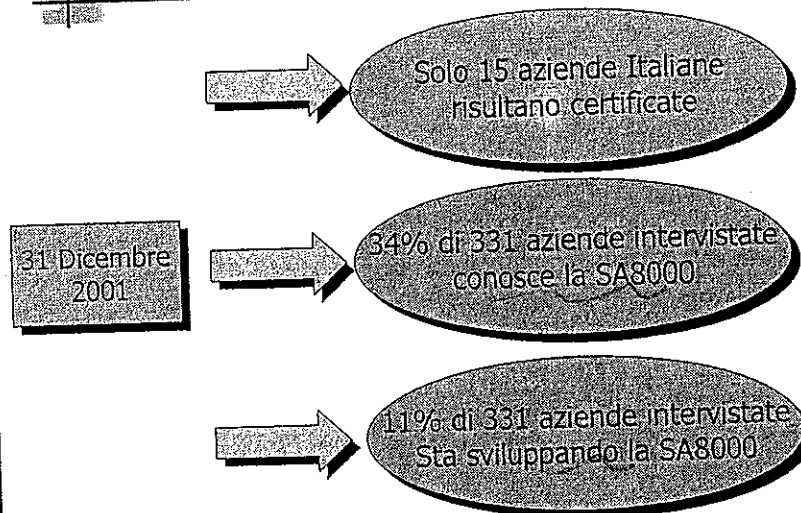 Solo 15 aziende Italiane
risultano certificate
31 Dicembre
2001
34% di 331 aziende intervistate
conosce la SA8000
11% di 331 aziende intervistate
Sta sviluppando la SA8000